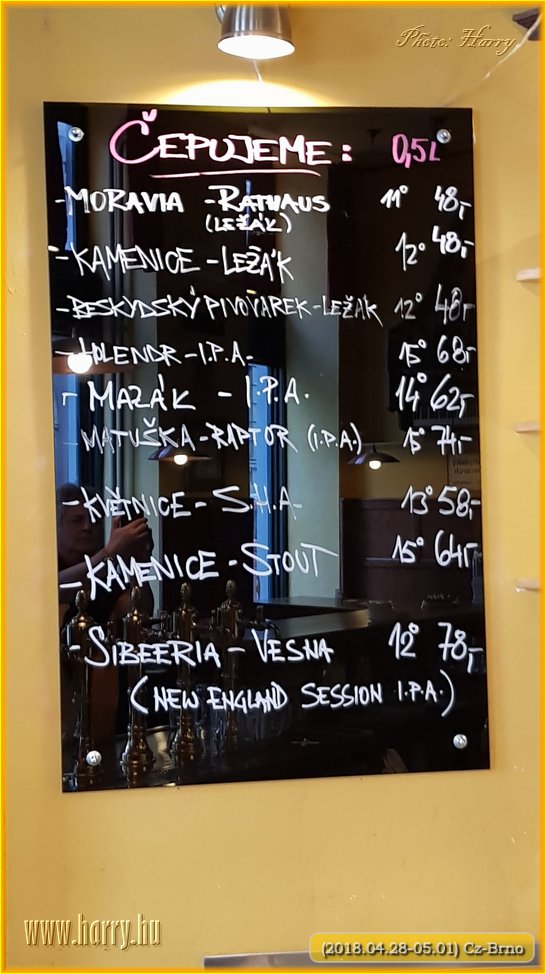 Photo: Harry
ČEPUJEME: 0,5L
-MORAVIA -RATHAUS 11° 48,-
(LEŽÁK)
-KAMENICE -LEŽÁK 12° 48,-
-BESKYDSKÝ PIVOVÁREK-LEŽÁK 12° 48,-
-HOLENDR-I.P.A- 15° 68,-
- MAZÁK - I.P.A. 14° 62,-
MATUŠKA-RAPTOR (I.P.A.) 15° 74,-
-KVĚTNICE- S.H.A- 13° 58,-
-KAMENICE -STOUT 15° 64,-
-SIBEERIA - VESNA 12° 78,-
(NEW ENGLAND SESSION I.P.A.)
www.harry.hu
(2018.04.28-05.01) Cz-Brno